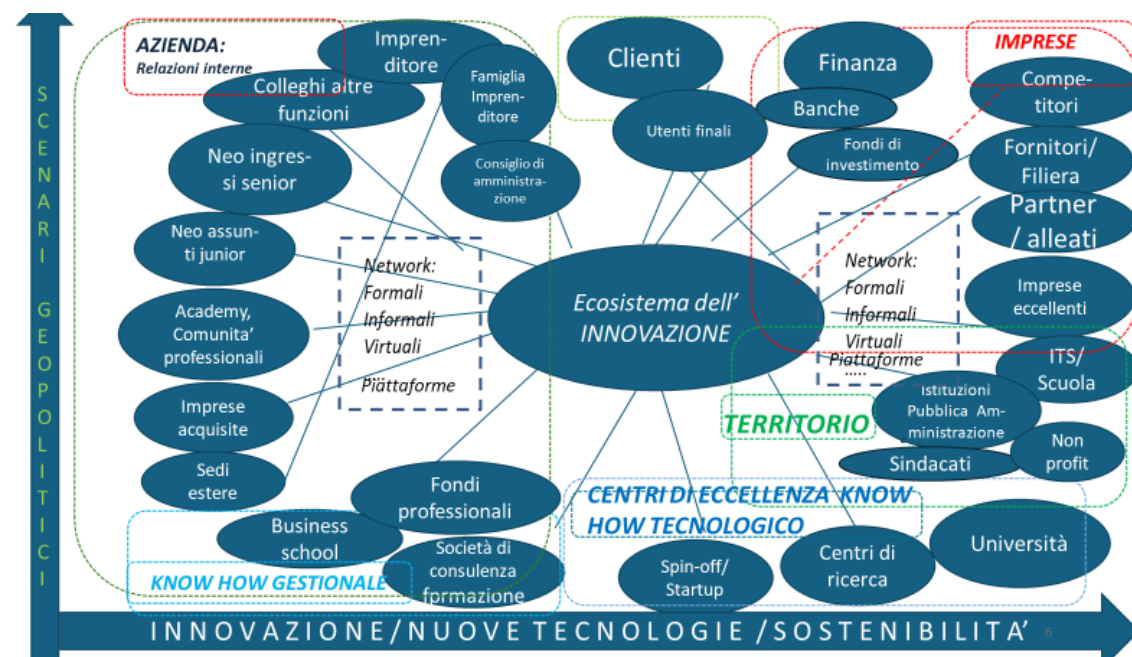 AZIENDA:
Relazioni interne
Impren-
ditore
Colleghi altre
funzioni
Famiglia
Impren-
ditore
Consiglio di
amministra-
zione
Neo ingres-
si senior
Neo assun-
ti junior
Academy,
Comunita’
professionali
Imprese
acquisite
Sedi
estere
Network:
Formali
Informali
Virtuali
....
Piattaforme
Clienti
Utenti finali
Finanza
Banche
Fondi di
investimento
IMPRESE
Compe-
titori
Fornitori/
Filiera
Partner
/ alleati
Imprese
eccellenti
Ecosistema dell’
INNOVAZIONE
Network:
Formali
Informali
Virtuali
Piattaforme
.....
ITS/
Scuola
TERRITORIO
Istituzioni
Pubblica Am-
ministrazione
Sindacati
Non
profit
Fondi
professionali
Business
school
Società di
consulenza
formazione
KNOW HOW GESTIONALE
CENTRI DI ECCELLENZA KNOW
HOW TECNOLOGICO
Spin-off/
Startup
Centri di
ricerca
Università
SCENARI GEOPOLITICI
INNOVAZIONE/NUOVE TECNOLOGIE /SOSTENIBILITA’
6